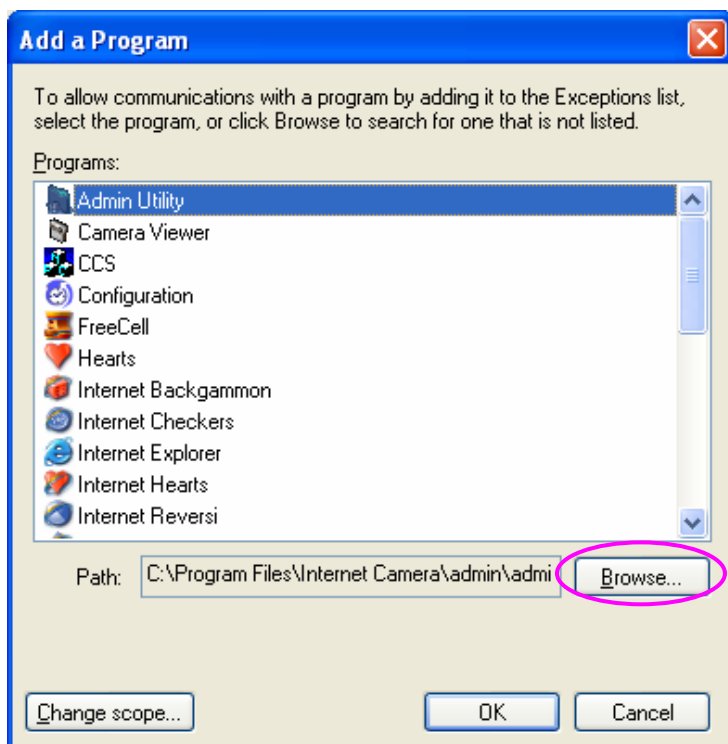 Add a Program
To allow communications with a program by adding it to the Exceptions list,
select the program, or click Browse to search for one that is not listed.
Programs:
Admin Utility
Camera Viewer
CCS
Configuration
FreeCell
Hearts
Internet Backgammon
Internet Checkers
Internet Explorer
Internet Hearts
Internet Reversi
Path: C:\Program Files\Internet Camera\admin\admi Browse...
Change scope... OK Cancel